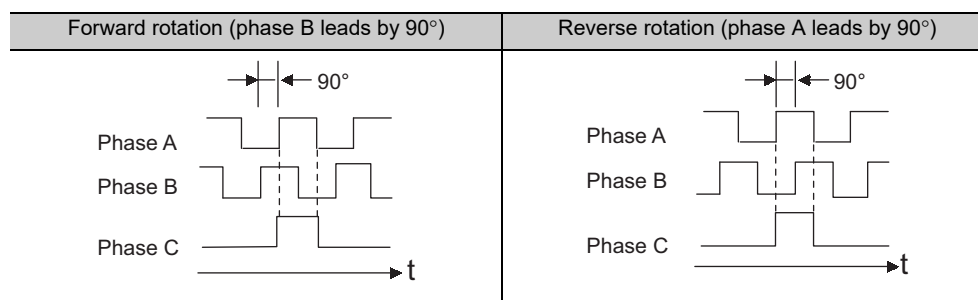 Forward rotation (phase B leads by 90°)
Reverse rotation (phase A leads by 90°)
90°
Phase A
Phase B
Phase C
t
90°
Phase A
Phase B
Phase C
t